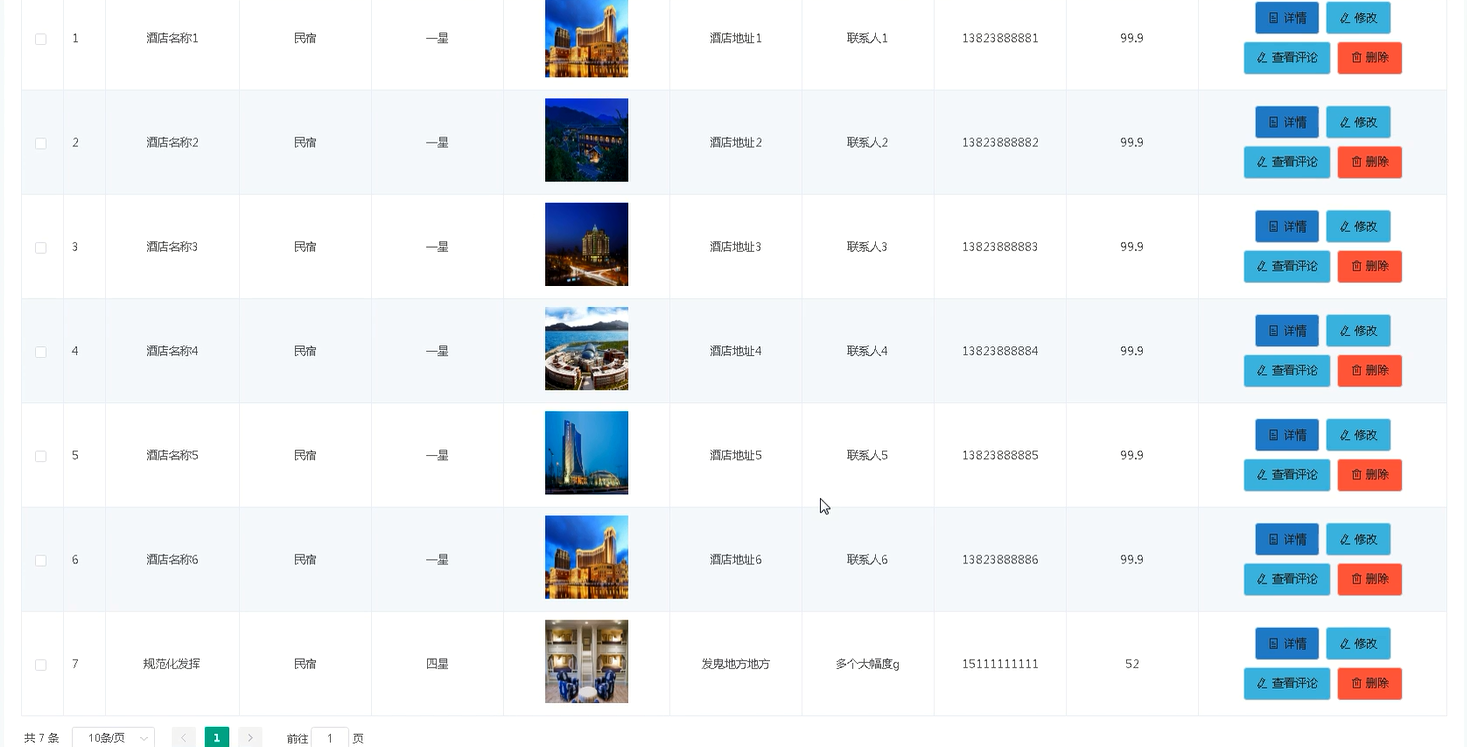 详情 修改
1 酒店名称1 民宿 一星 酒店地址1 联系人1 13823888881 99.9
查看评论 删除
详情 修改
2 酒店名称2 民宿 一星 酒店地址2 联系人2 13823888882 99.9
查看评论 删除
详情 修改
3 酒店名称3 民宿 一星 酒店地址3 联系人3 13823888883 99.9
查看评论 删除
详情 修改
4 酒店名称4 民宿 一星 酒店地址4 联系人4 13823888884 99.9
查看评论 删除
详情 修改
5 酒店名称5 民宿 一星 酒店地址5 联系人5 13823888885 99.9
查看评论 删除
详情 修改
6 酒店名称6 民宿 一星 酒店地址6 联系人6 13823888886 99.9
查看评论 删除
详情 修改
7 规范化发挥 民宿 四星 发鬼地方地方 多个大幅度g 15111111111 52
查看评论 删除
共 7 条 10条/页 1 前往 1 页